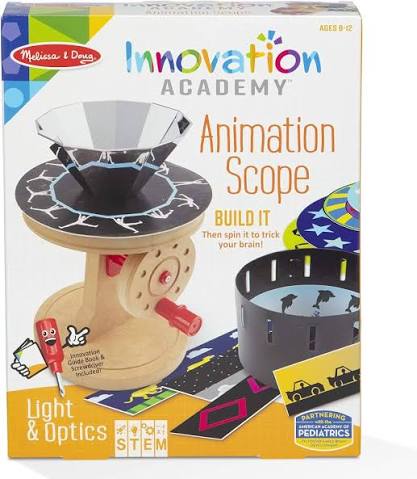 AGES 8-12
Melissa & Doug
Innovation
ACADEMY™
Animation
Scope
BUILD IT
Then spin it to trick
your brain!
Innovation
Guide Book &
Screwdriver
Included!
Light
& Optics
STEM
PARTNERING
with the
AMERICAN ACADEMY OF
PEDIATRICS